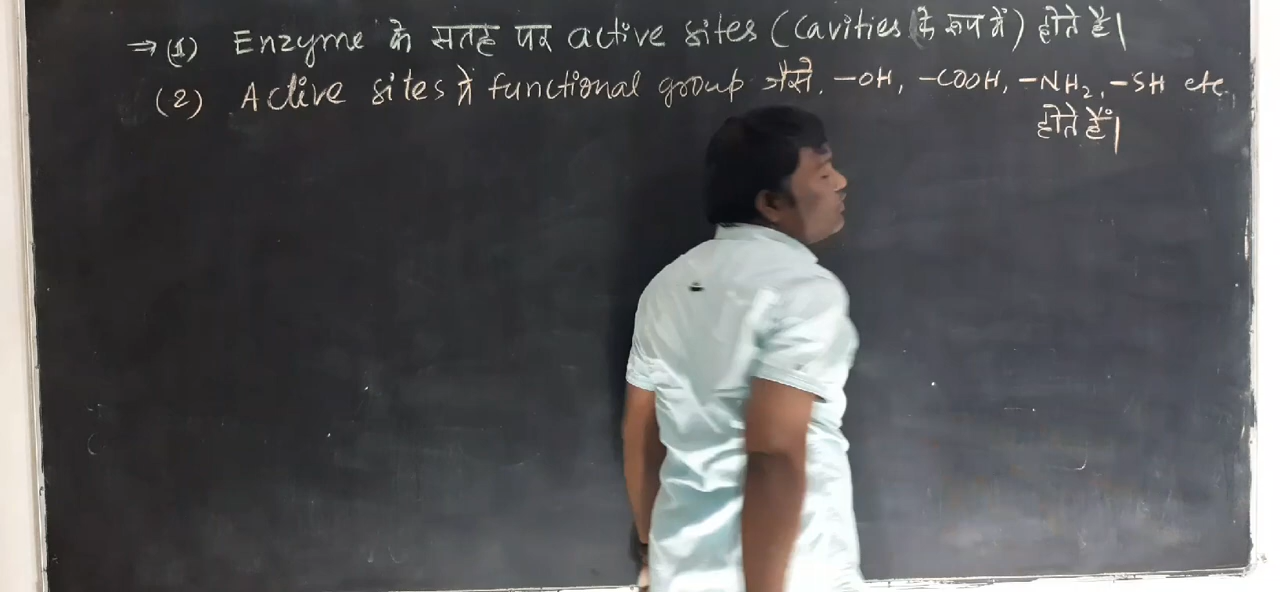 ⇒ (1) Enzyme के सतह पर active sites (Cavities के रूप में) होते हैं।
(2) Active sites में functional group जैसे, -OH, -COOH, -NH₂, -SH etc.
होते हैं।